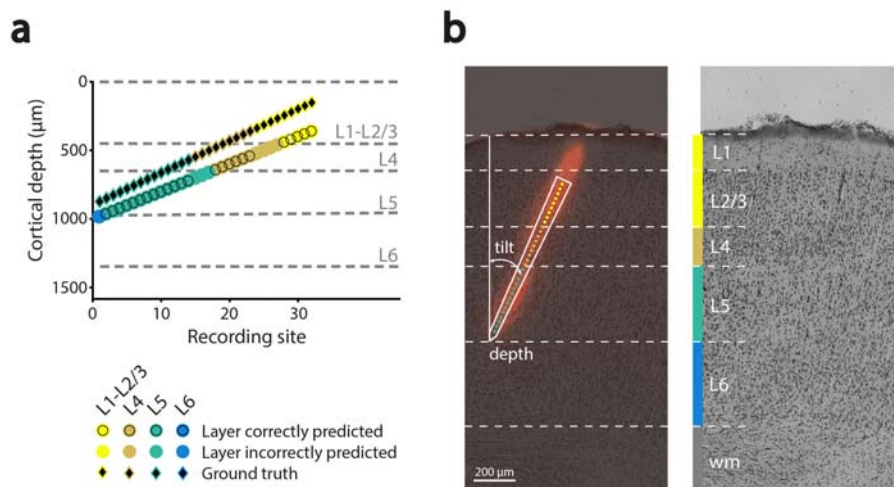 a
0
500
1000
1500
Cortical depth (µm)
L1-L2/3
L4
L5
L6
0 10 20 30
Recording site
L1-L2/3 L4 L5 L6
Layer correctly predicted
Layer incorrectly predicted
Ground truth
b
tilt
depth
200 µm
L1
L2/3
L4
L5
L6
wm